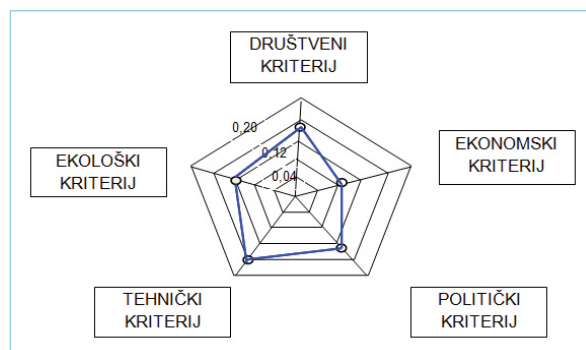 DRUŠTVENI
KRITERIJ
0,20
0,12
0,04
EKONOMSKI
KRITERIJ
EKOLOŠKI
KRITERIJ
TEHNIČKI
KRITERIJ
POLITIČKI
KRITERIJ